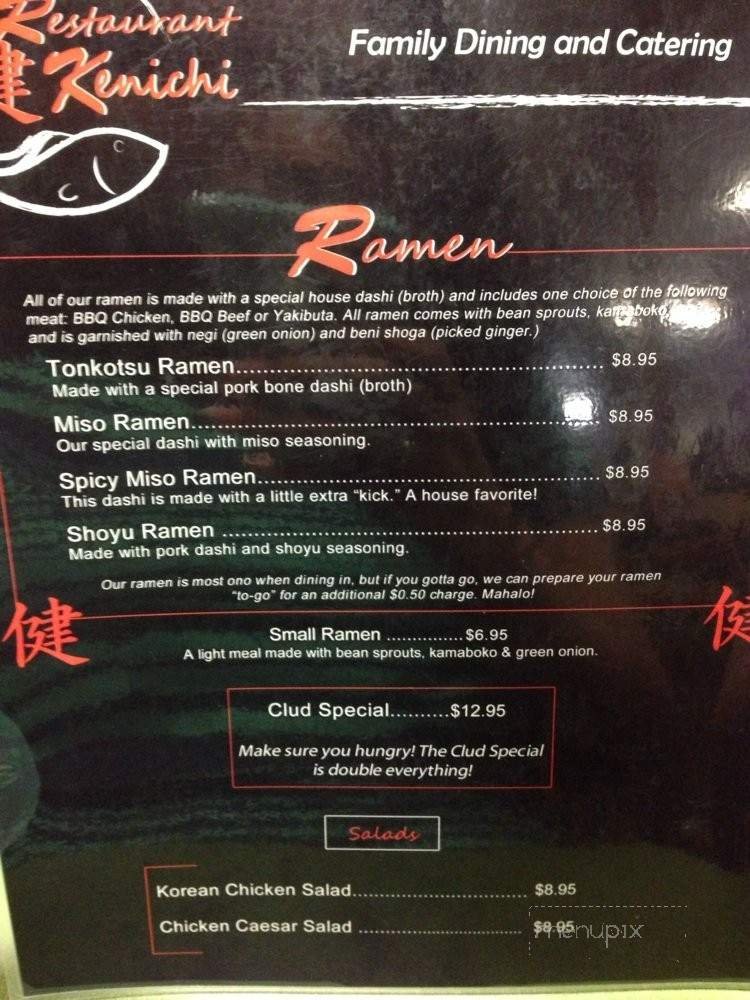 Restaurant
健 Kenichi
Family Dining and Catering
Ramen
All of our ramen is made with a special house dashi (broth) and includes one choice of the following
meat: BBQ Chicken, BBQ Beef or Yakibuta. All ramen comes with bean sprouts, kamaboko,
and is garnished with negi (green onion) and beni shoga (picked ginger.)
Tonkotsu Ramen.......................................................... $8.95
Made with a special pork bone dashi (broth)
Miso Ramen................................................................. $8.95
Our special dashi with miso seasoning.
Spicy Miso Ramen...................................................... $8.95
This dashi is made with a little extra “kick.” A house favorite!
Shoyu Ramen ............................................................ $8.95
Made with pork dashi and shoyu seasoning.
Our ramen is most ono when dining in, but if you gotta go, we can prepare your ramen
“to-go” for an additional $0.50 charge. Mahalo!
健
健
Small Ramen ...............$6.95
A light meal made with bean sprouts, kamaboko & green onion.
Clud Special..........$12.95
Make sure you hungry! The Clud Special
is double everything!
Salads
Korean Chicken Salad................................ $8.95
Chicken Caesar Salad .............................. $8.95
menupix